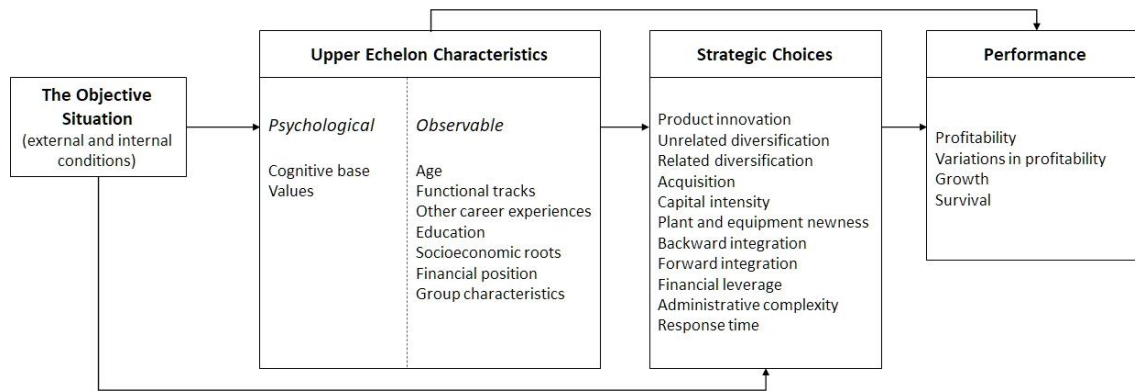 The Objective
Situation
(external and internal
conditions)
Upper Echelon Characteristics
Psychological
Cognitive base
Values
Observable
Age
Functional tracks
Other career experiences
Education
Socioeconomic roots
Financial position
Group characteristics
Strategic Choices
Product innovation
Unrelated diversification
Related diversification
Acquisition
Capital intensity
Plant and equipment newness
Backward integration
Forward integration
Financial leverage
Administrative complexity
Response time
Performance
Profitability
Variations in profitability
Growth
Survival